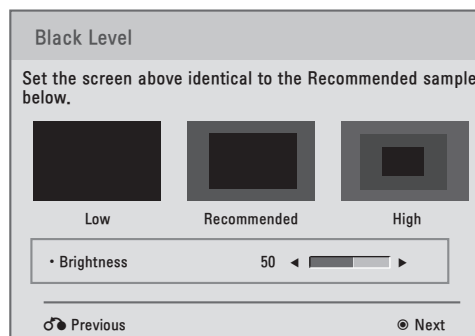 Black Level
Set the screen above identical to the Recommended sample
below.
Low Recommended High
• Brightness 50 ◄ ►
Previous ◉ Next